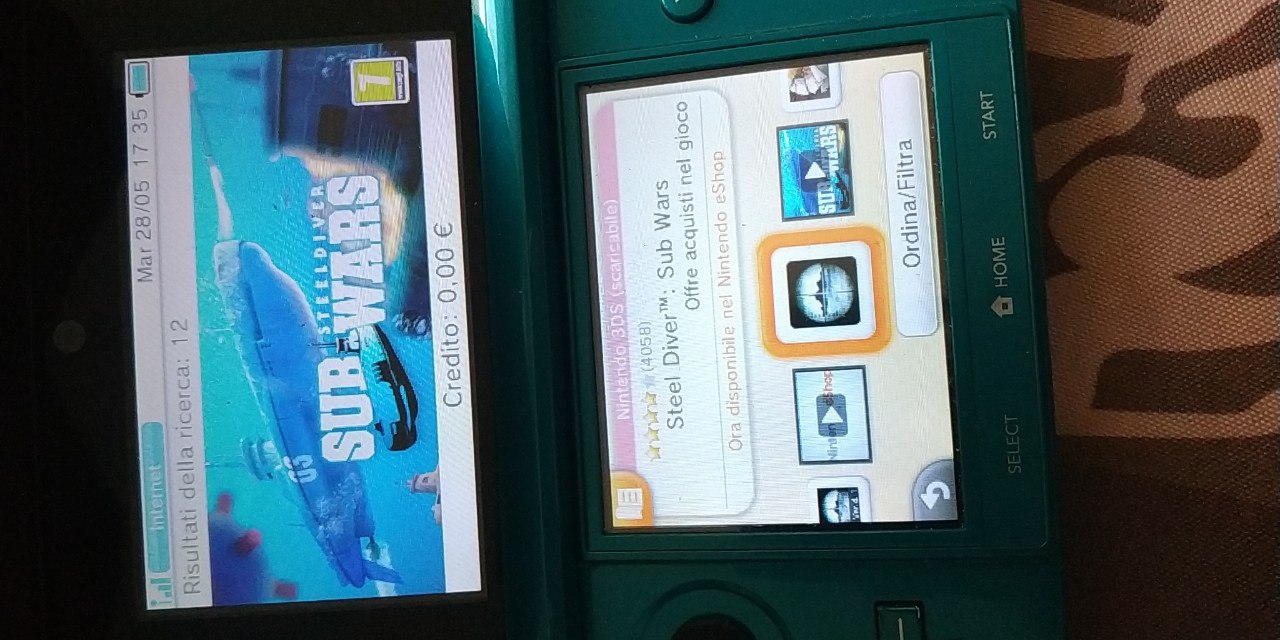 Internet
Mar 28/05 17 35
Risultati della ricerca: 12
03
STEEL DIVER
SUB WARS
7
Credito: 0,00 €
Nintendo 3DS (scaricabile)
(4058)
Steel Diver™: Sub Wars
Offre acquisti nel gioco
Ora disponibile nel Nintendo eShop
SUB WARS
Ordina/Filtra
SELECT
HOME
START